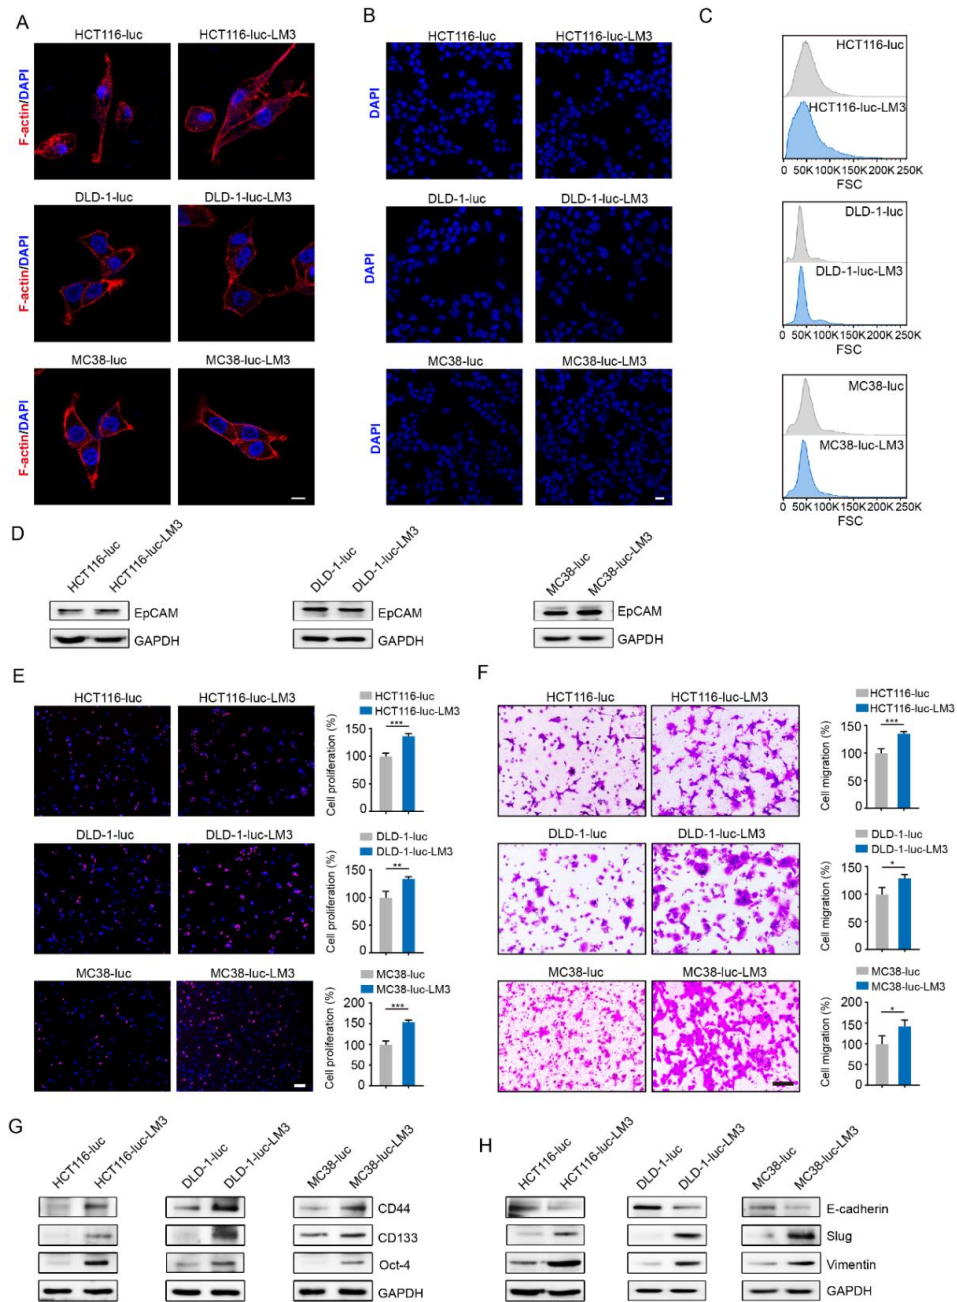 A
HCT116-luc
HCT116-luc-LM3
F-actin/DAPI
DLD-1-luc
DLD-1-luc-LM3
F-actin/DAPI
MC38-luc
MC38-luc-LM3
F-actin/DAPI
B
HCT116-luc
HCT116-luc-LM3
DAPI
DLD-1-luc
DLD-1-luc-LM3
DAPI
MC38-luc
MC38-luc-LM3
DAPI
C
HCT116-luc
HCT116-luc-LM3
0 50K 100K 150K 200K 250K
FSC
DLD-1-luc
DLD-1-luc-LM3
0 50K 100K 150K 200K 250K
FSC
MC38-luc
MC38-luc-LM3
0 50K 100K 150K 200K 250K
FSC
D
HCT116-luc
HCT116-luc-LM3
EpCAM
GAPDH
DLD-1-luc
DLD-1-luc-LM3
EpCAM
GAPDH
MC38-luc
MC38-luc-LM3
EpCAM
GAPDH
E
HCT116-luc
HCT116-luc-LM3
HCT116-luc
HCT116-luc-LM3
Cell proliferation (%)
150
100
50
0
***
DLD-1-luc
DLD-1-luc-LM3
DLD-1-luc
DLD-1-luc-LM3
Cell proliferation (%)
150
100
50
0
**
MC38-luc
MC38-luc-LM3
MC38-luc
MC38-luc-LM3
Cell proliferation (%)
200
150
100
50
0
***
F
HCT116-luc
HCT116-luc-LM3
HCT116-luc
HCT116-luc-LM3
Cell migration (%)
150
100
50
0
***
DLD-1-luc
DLD-1-luc-LM3
DLD-1-luc
DLD-1-luc-LM3
Cell migration (%)
150
100
50
0
*
MC38-luc
MC38-luc-LM3
MC38-luc
MC38-luc-LM3
Cell migration (%)
200
150
100
50
0
*
G
HCT116-luc
HCT116-luc-LM3
DLD-1-luc
DLD-1-luc-LM3
MC38-luc
MC38-luc-LM3
CD44
CD133
Oct-4
GAPDH
H
HCT116-luc
HCT116-luc-LM3
DLD-1-luc
DLD-1-luc-LM3
MC38-luc
MC38-luc-LM3
E-cadherin
Slug
Vimentin
GAPDH